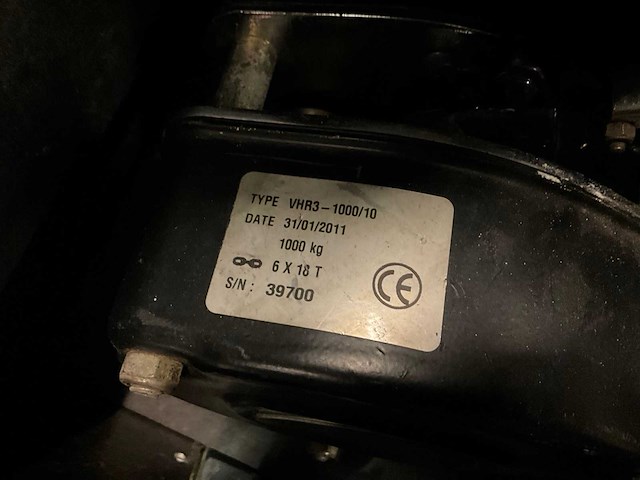 TYPE VHR3-1000/10
DATE 31/01/2011
1000 kg
6 X 18 T
S/N: 39700
CE